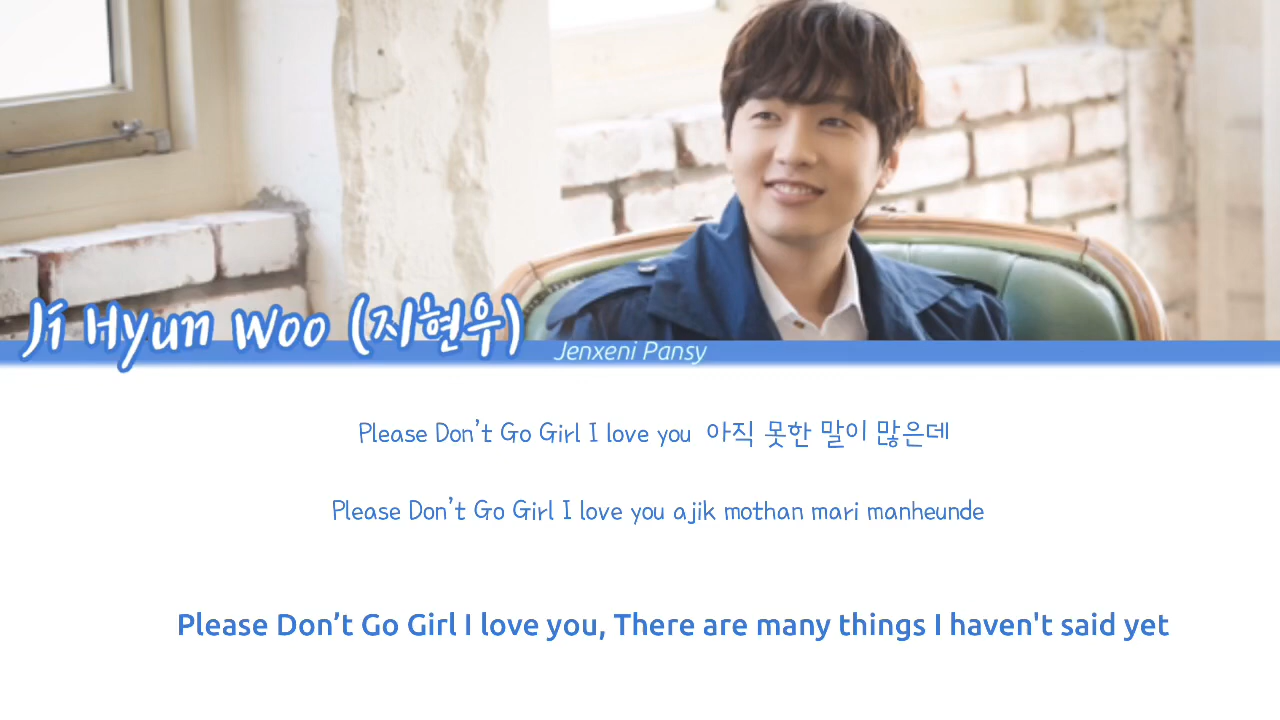 Ji Hyun Woo (지현우)
Jenxeni Pansy
Please Don't Go Girl I love you 아직 못한 말이 많은데
Please Don't Go Girl I love you ajik mothan mari manheunde
Please Don’t Go Girl I love you, There are many things I haven't said yet